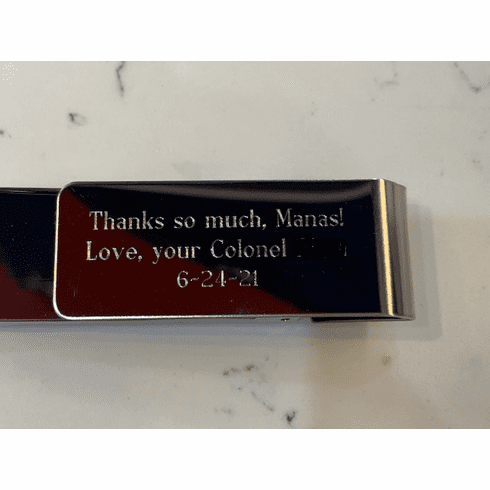 Thanks so much, Manas!
Love, your Colonel
6-24-21